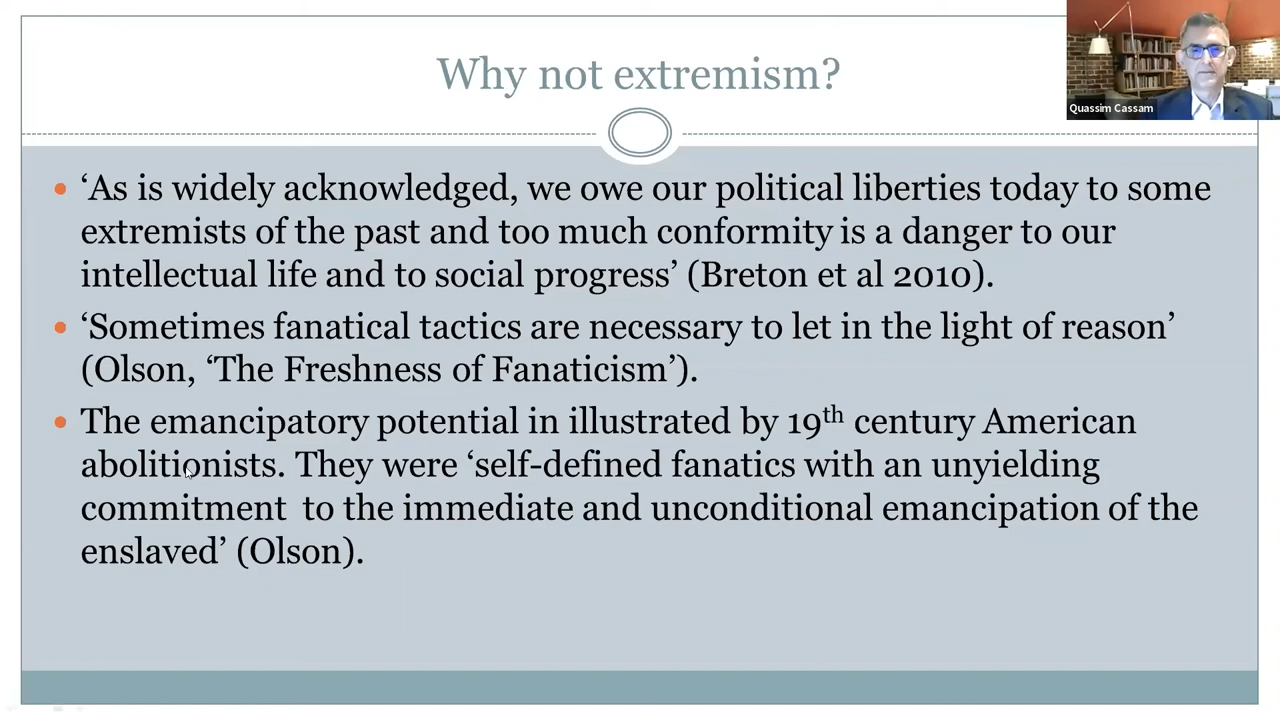 Why not extremism?
Quassim Cassam
‘As is widely acknowledged, we owe our political liberties today to some
extremists of the past and too much conformity is a danger to our
intellectual life and to social progress’ (Breton et al 2010).
‘Sometimes fanatical tactics are necessary to let in the light of reason’
(Olson, ‘The Freshness of Fanaticism’).
The emancipatory potential in illustrated by 19th century American
abolitionists. They were ‘self-defined fanatics with an unyielding
commitment to the immediate and unconditional emancipation of the
enslaved’ (Olson).